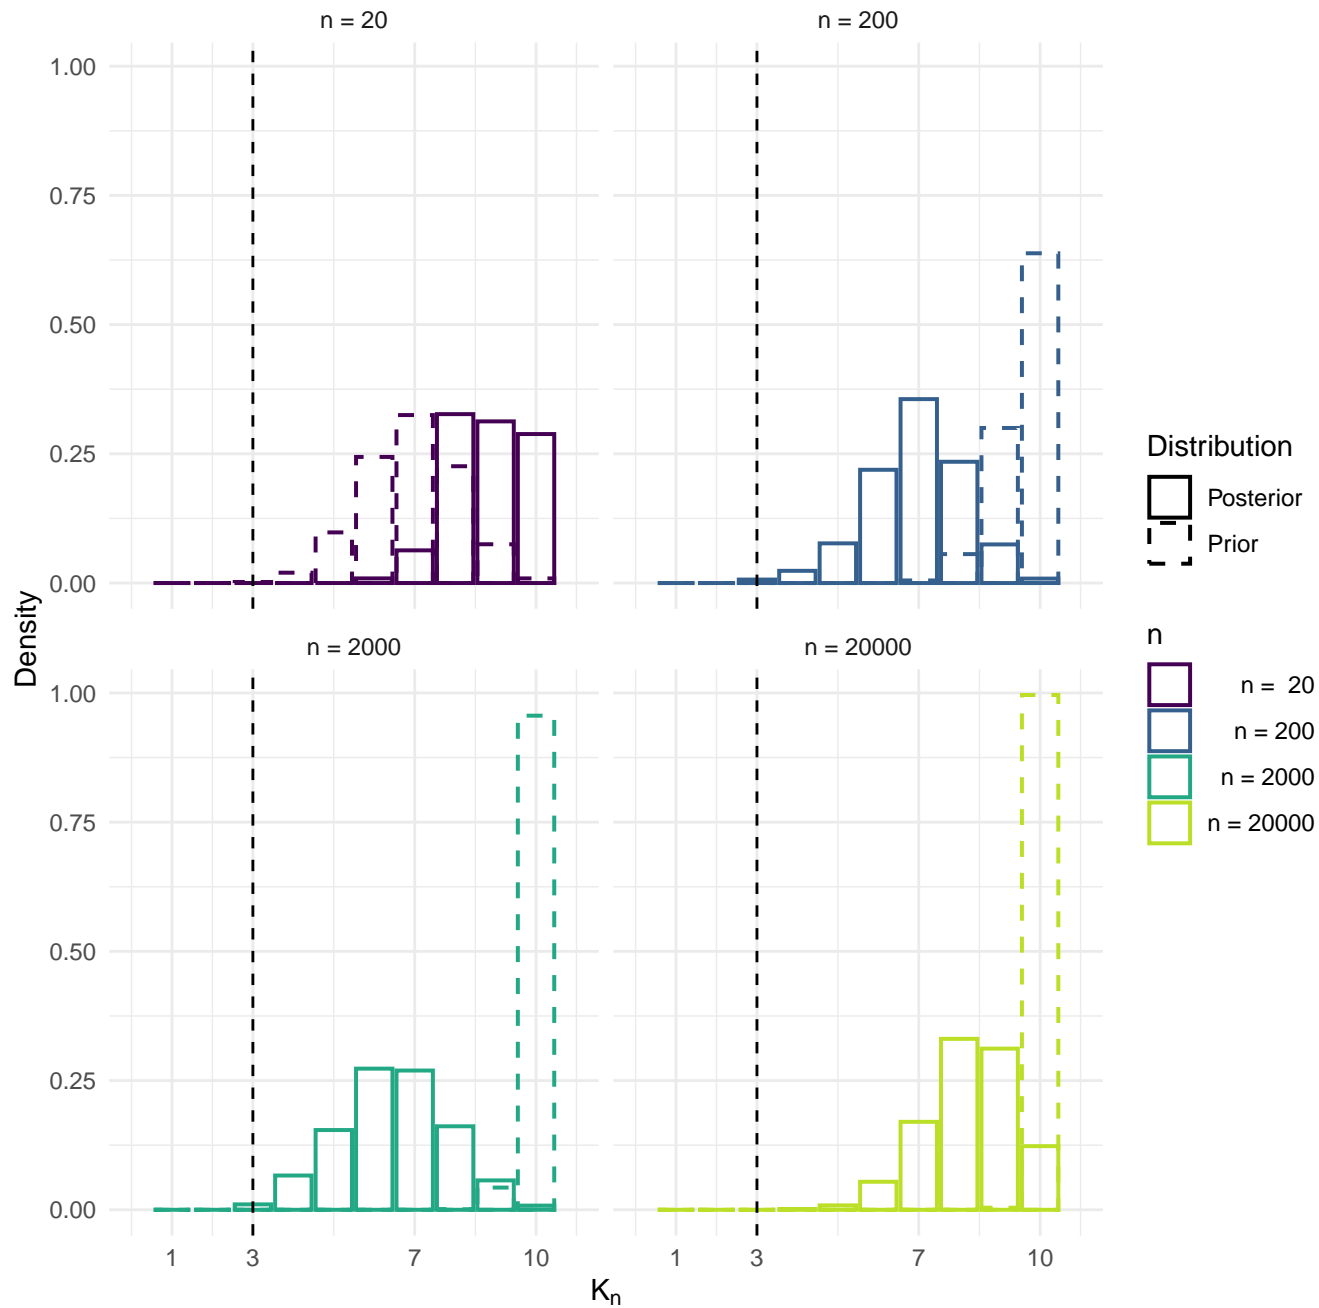 n = 20
n = 200
1.00
0.75
0.50
0.25
0.00
n = 2000
n = 20000
1.00
0.75
0.50
0.25
0.00
1
3
7
10
1
3
7
10
Density
Kn
Distribution
Posterior
Prior
n
n = 20
n = 200
n = 2000
n = 20000